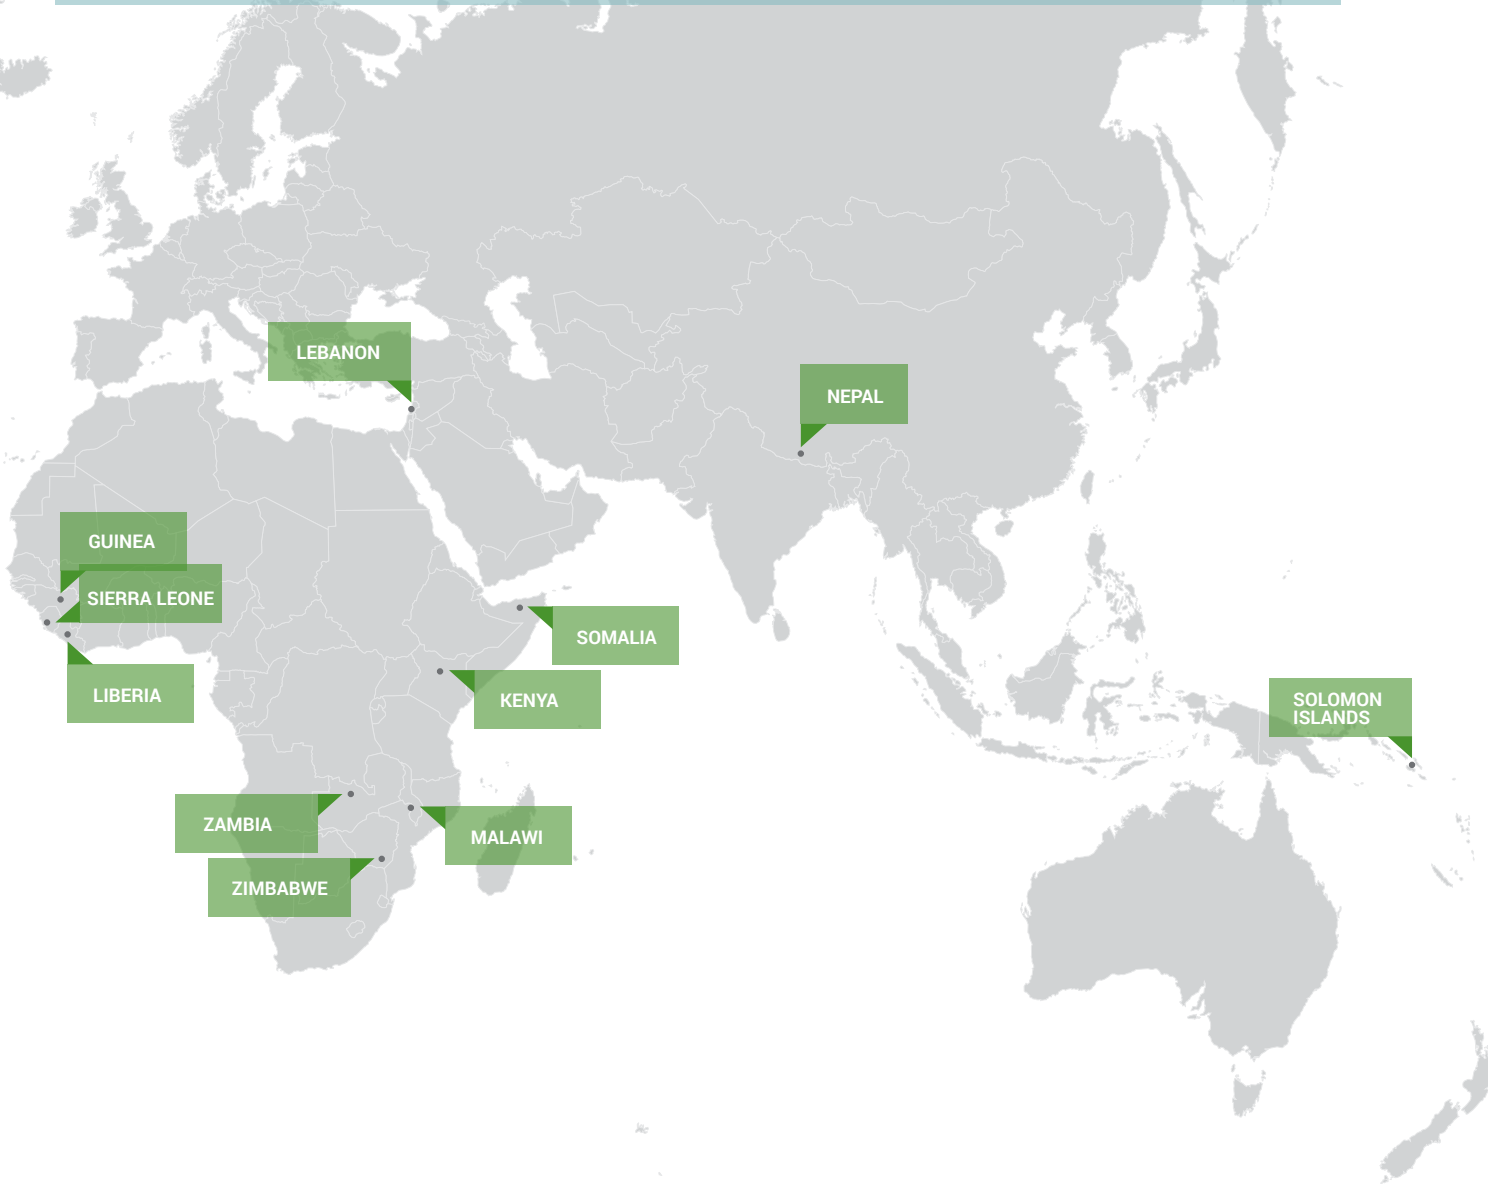 LEBANON
NEPAL
GUINEA
SIERRA LEONE
SOMALIA
LIBERIA
KENYA
SOLOMON
ISLANDS
ZAMBIA
MALAWI
ZIMBABWE